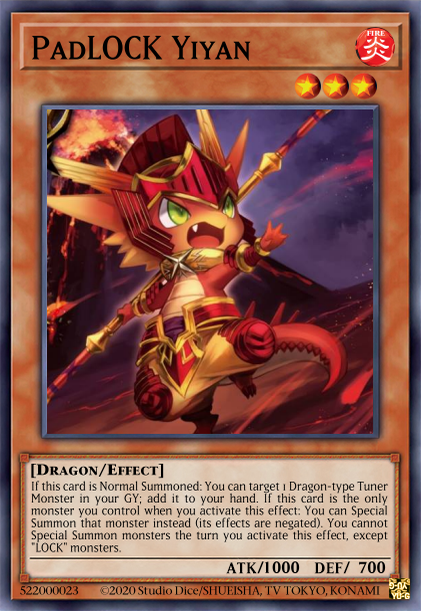 PadLOCK Yiyan
FIRE
炎
[Dragon/Effect]
If this card is Normal Summoned: You can target 1 Dragon-type Tuner
Monster in your GY; add it to your hand. If this card is the only
monster you control when you activate this effect: You can Special
Summon that monster instead (its effects are negated). You cannot
Special Summon monsters the turn you activate this effect, except
"LOCK" monsters.
ATK/1000 DEF/ 700
522000023 ©2020 Studio Dice/SHUEISHA, TV TOKYO, KONAMI